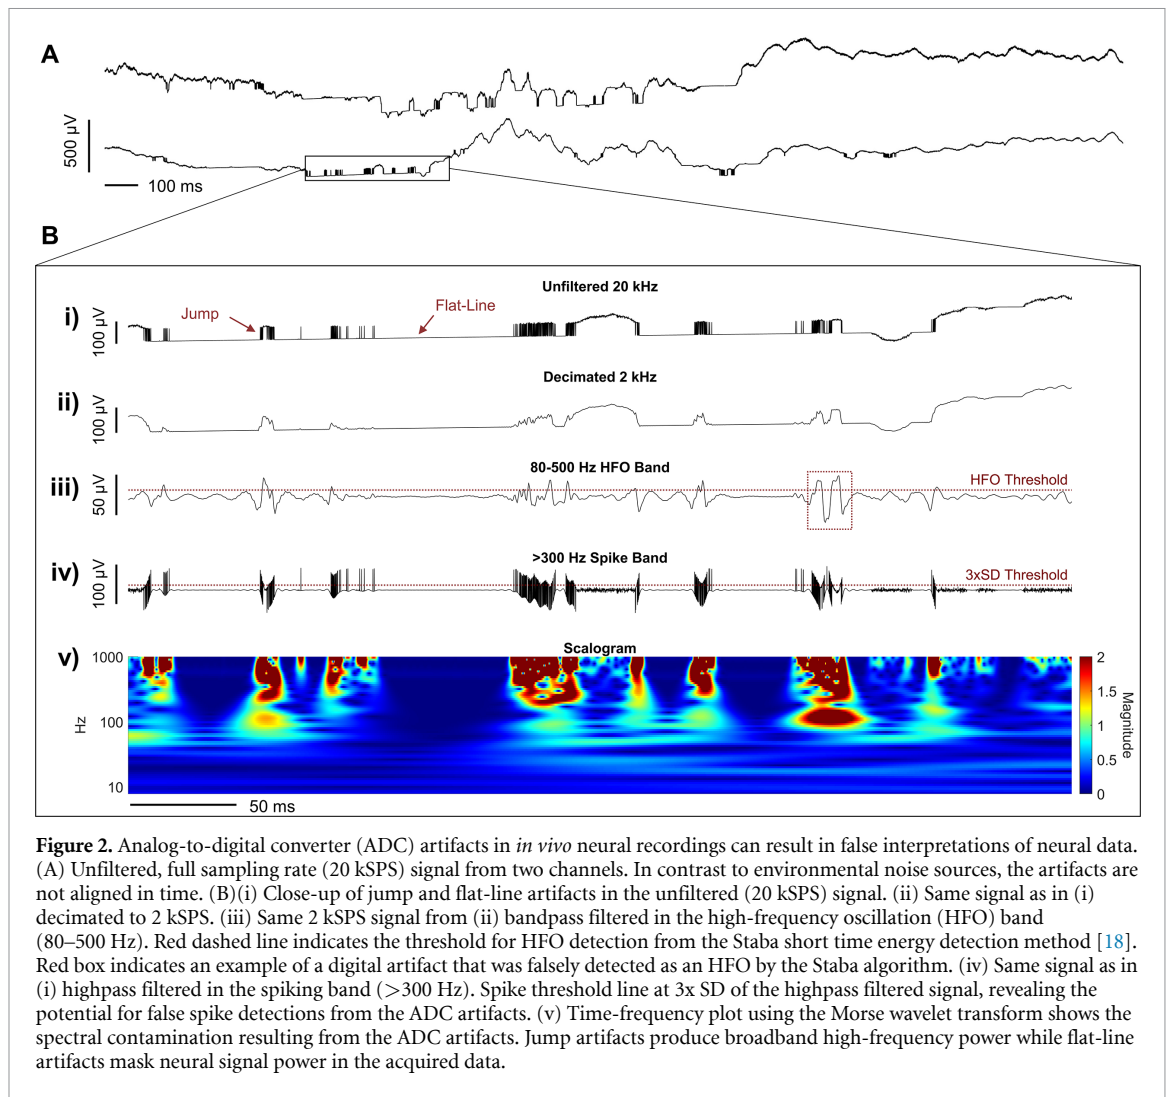 A
500 µV
100 ms
B
Unfiltered 20 kHz
i)
100 µV
Jump
Flat-Line
Decimated 2 kHz
ii)
100 µV
80-500 Hz HFO Band
iii)
50 µV
HFO Threshold
>300 Hz Spike Band
iv)
100 µV
3xSD Threshold
v)
Scalogram
1000
100
10
Hz
2
1.5
1
0.5
0
Magnitude
50 ms
Figure 2. Analog-to-digital converter (ADC) artifacts in in vivo neural recordings can result in false interpretations of neural data.
(A) Unfiltered, full sampling rate (20 kSPS) signal from two channels. In contrast to environmental noise sources, the artifacts are
not aligned in time. (B)(i) Close-up of jump and flat-line artifacts in the unfiltered (20 kSPS) signal. (ii) Same signal as in (i)
decimated to 2 kSPS. (iii) Same 2 kSPS signal from (ii) bandpass filtered in the high-frequency oscillation (HFO) band
(80–500 Hz). Red dashed line indicates the threshold for HFO detection from the Staba short time energy detection method [18].
Red box indicates an example of a digital artifact that was falsely detected as an HFO by the Staba algorithm. (iv) Same signal as in
(i) highpass filtered in the spiking band (>300 Hz). Spike threshold line at 3x SD of the highpass filtered signal, revealing the
potential for false spike detections from the ADC artifacts. (v) Time-frequency plot using the Morse wavelet transform shows the
spectral contamination resulting from the ADC artifacts. Jump artifacts produce broadband high-frequency power while flat-line
artifacts mask neural signal power in the acquired data.